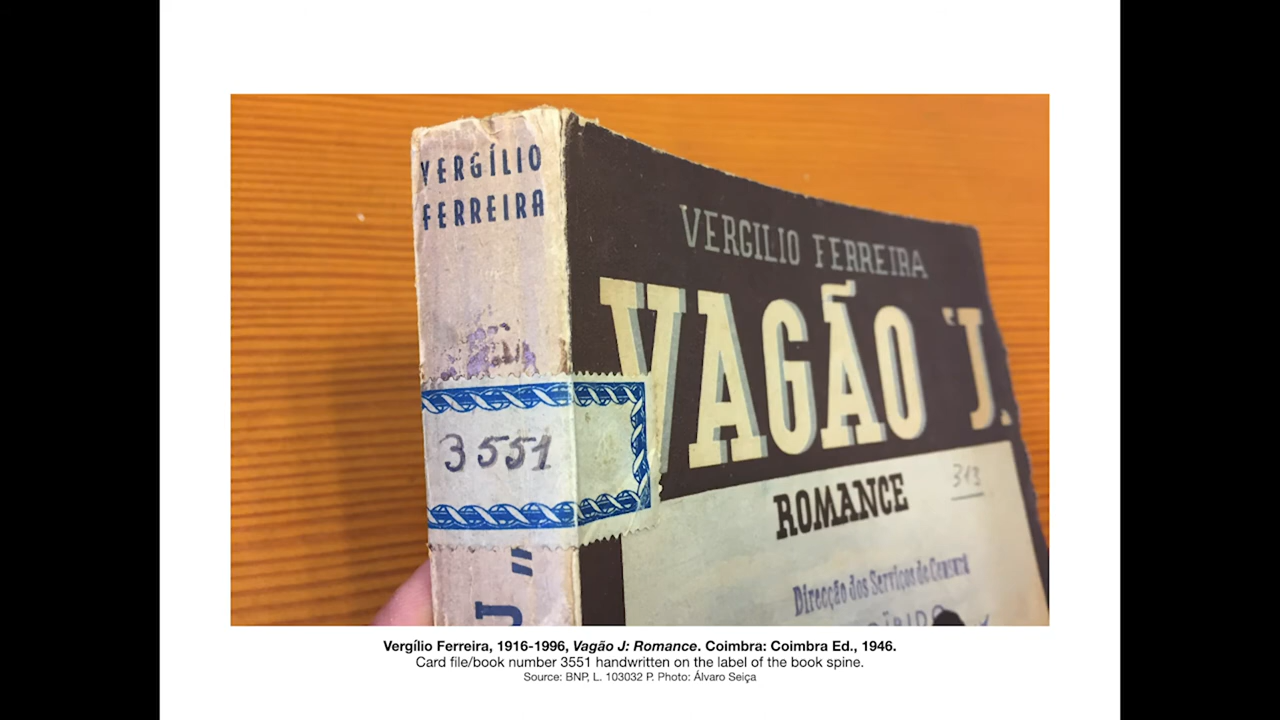 VERGÍLIO
FERREIRA
3551
VERGILIO FERREIRA
VAGÃO J.
ROMANCE
313
Direcção dos Serviços de Censura
Vergílio Ferreira, 1916-1996, Vagão J: Romance. Coimbra: Coimbra Ed., 1946.
Card file/book number 3551 handwritten on the label of the book spine.
Source: BNP, L. 103032 P. Photo: Álvaro Seiça